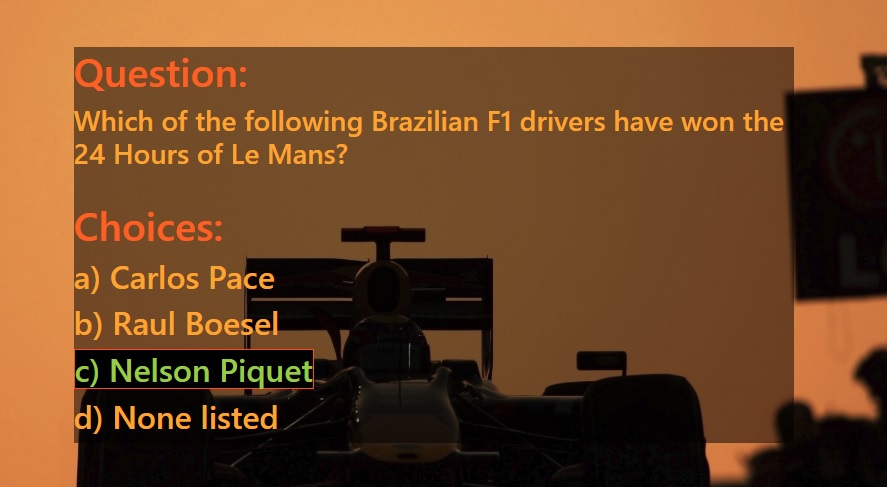 Question:
Which of the following Brazilian F1 drivers have won the
24 Hours of Le Mans?
Choices:
a) Carlos Pace
b) Raul Boesel
c) Nelson Piquet
d) None listed